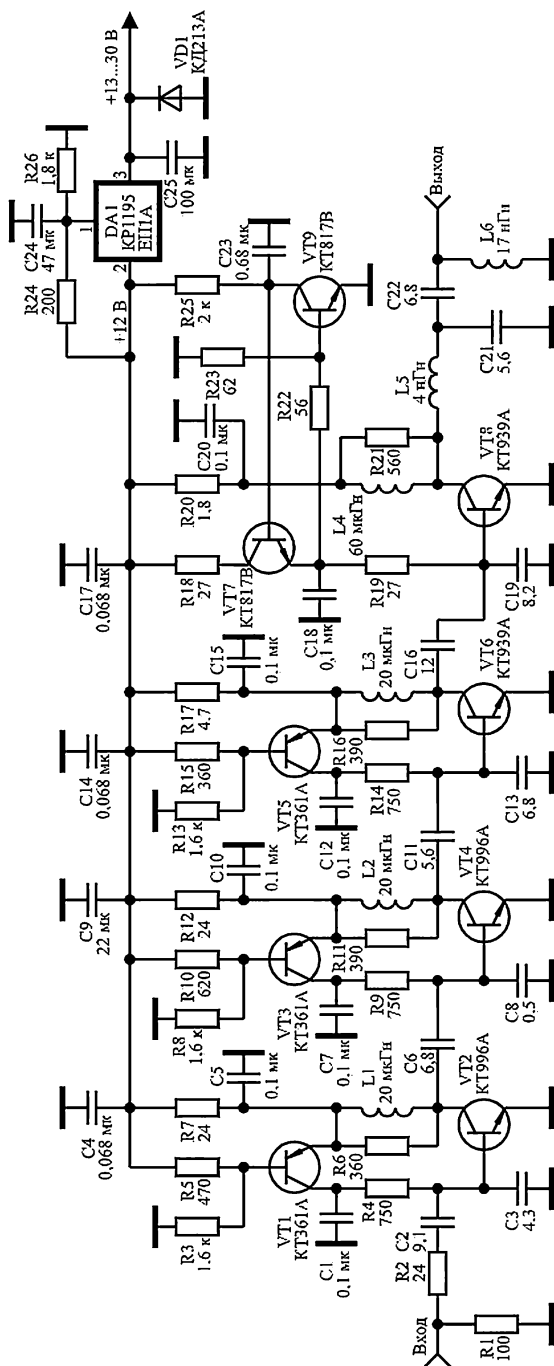 C4
0,068 мк
C9
22 мк
C14
0,068 мк
C17
0,068 мк
R24
200
C24
47 мк
R26
1,8 к
+12 В
2
1
DA1
КР1195
ЕП1А
3
+13...30 В
VD1
КД213А
C25
100 мк
R3
1.6 к
R5
470
R7
24
C5
0,1 мк
R8
1.6 к
R10
620
R12
24
C10
0,1 мк
R13
1.6 к
R15
360
R17
4.7
C15
0.1 мк
R18
27
R20
1,8
C20
0.1 мк
R23
62
R25
2 к
C23
0.68 мк
VT1
КТ361А
VT3
КТ361А
VT5
КТ361А
VT7
КТ817В
R22
56
VT9
КТ817В
C1
0,1 мк
R4
750
R6
360
L1
20 мкГн
C7
0,1 мк
R9
750
R11
390
L2
20 мкГн
C12
0,1 мк
R14
750
R16
390
L3
20 мкГн
C18
0,1 мк
R19
27
L4
60 мкГн
R21
560
L5
4 нГн
C22
6,8
Выход
Вход
R1
100
R2
24
C2
9,1
C3
4.3
VT2
КТ996А
C6
6,8
C8
0,5
VT4
КТ996А
C11
5,6
C13
6,8
VT6
КТ939А
C16
12
C19
8,2
VT8
КТ939А
C21
5,6
L6
17 нГн